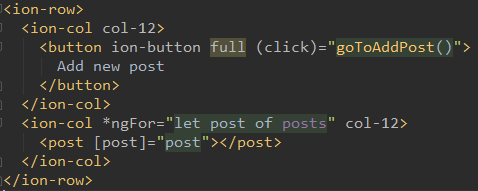 <ion-row>
<ion-col col-12>
<button ion-button full (click)="goToAddPost()">
Add new post
</button>
</ion-col>
<ion-col *ngFor="let post of posts" col-12>
<post [post]="post"></post>
</ion-col>
</ion-row>